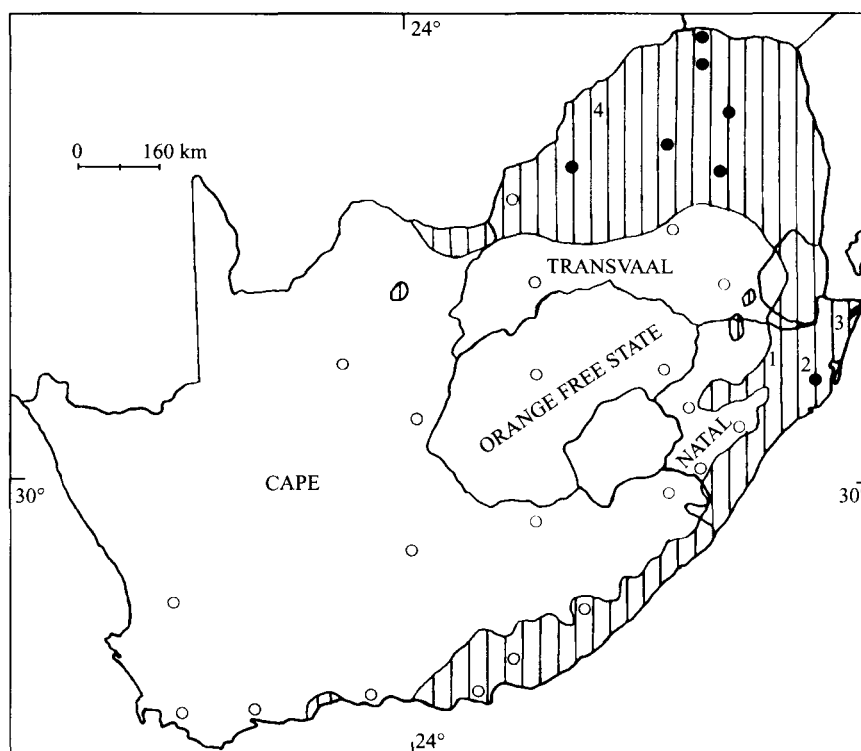 24°
4
0 160 km
TRANSVAAL
3
1 2
ORANGE FREE STATE
NATAL
CAPE
30°
30
24°